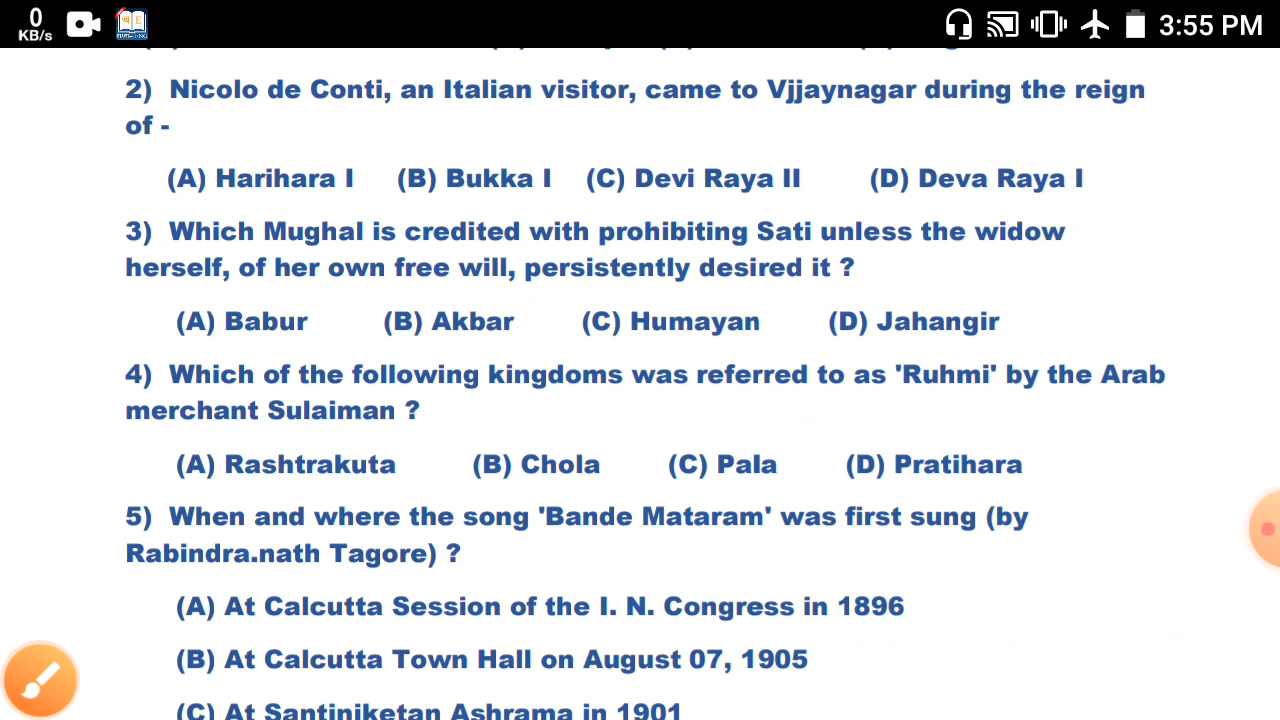 0
KB/s
3:55 PM
2) Nicolo de Conti, an Italian visitor, came to Vjjaynagar during the reign
of -
(A) Harihara I (B) Bukka I (C) Devi Raya II (D) Deva Raya I
3) Which Mughal is credited with prohibiting Sati unless the widow
herself, of her own free will, persistently desired it ?
(A) Babur (B) Akbar (C) Humayan (D) Jahangir
4) Which of the following kingdoms was referred to as 'Ruhmi' by the Arab
merchant Sulaiman ?
(A) Rashtrakuta (B) Chola (C) Pala (D) Pratihara
5) When and where the song 'Bande Mataram' was first sung (by
Rabindra.nath Tagore) ?
(A) At Calcutta Session of the I. N. Congress in 1896
(B) At Calcutta Town Hall on August 07, 1905
(C) At Santiniketan Ashrama in 1901